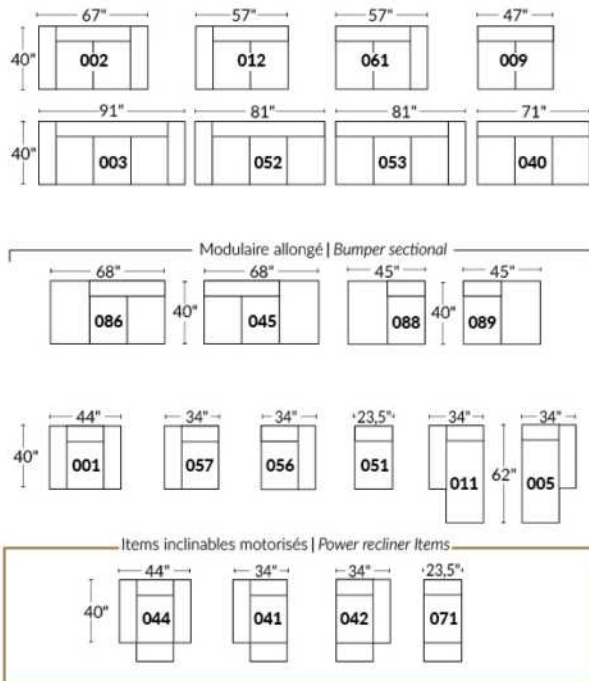 67" 57" 57" 47"
40" 002 012 061 009
91" 81" 81" 71"
40" 003 052 053 040
Modulaire allongé | Bumper sectional
68" 68" 45" 45"
086 40" 045 088 40" 089
44" 34" 34" 23,5" 34" 34"
40" 001 057 056 051 011 62" 005
Items inclinables motorisés | Power recliner Items
44" 34" 34" 23,5"
40" 044 041 042 071